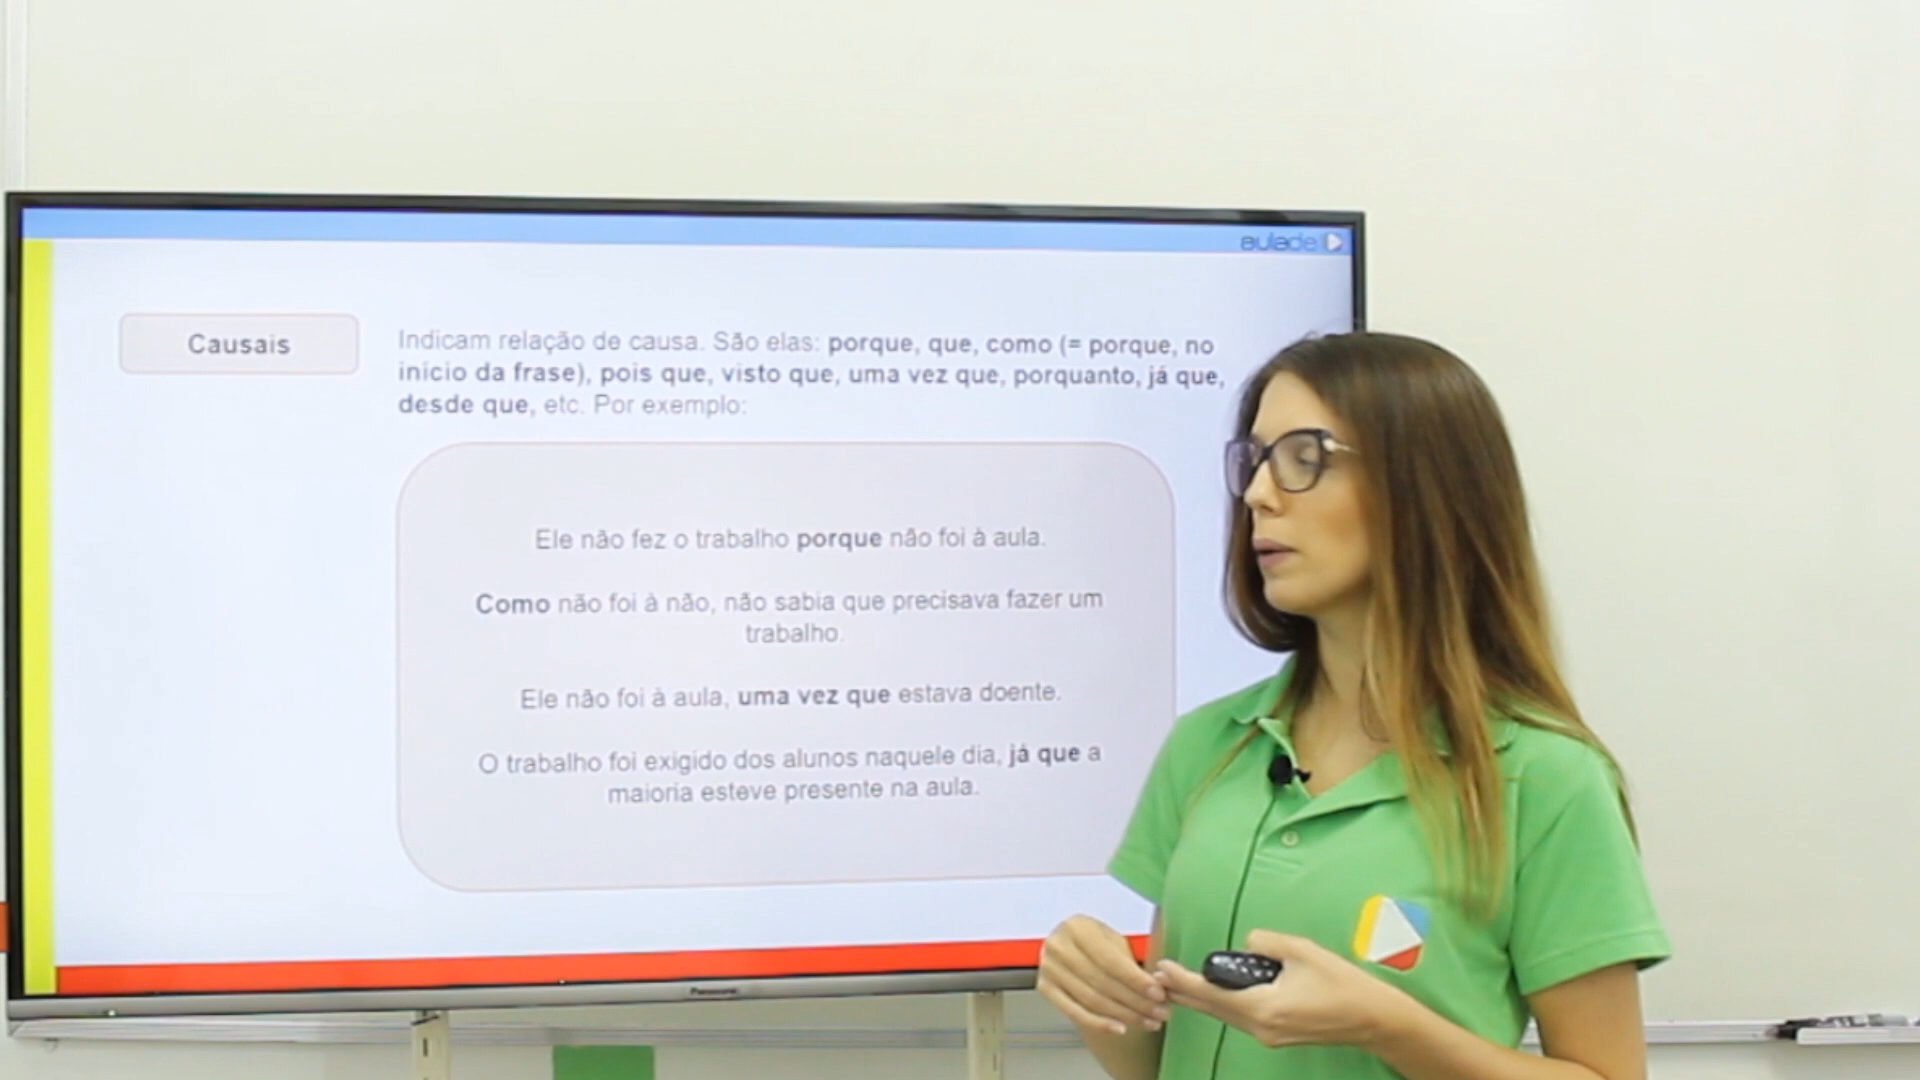 aulade
Causais
Indicam relação de causa. São elas: porque, que, como (= porque, no
início da frase), pois que, visto que, uma vez que, porquanto, já que,
desde que, etc. Por exemplo:
Ele não fez o trabalho porque não foi à aula.
Como não foi à não, não sabia que precisava fazer um
trabalho.
Ele não foi à aula, uma vez que estava doente.
O trabalho foi exigido dos alunos naquele dia, já que a
maioria esteve presente na aula.
Panasonic